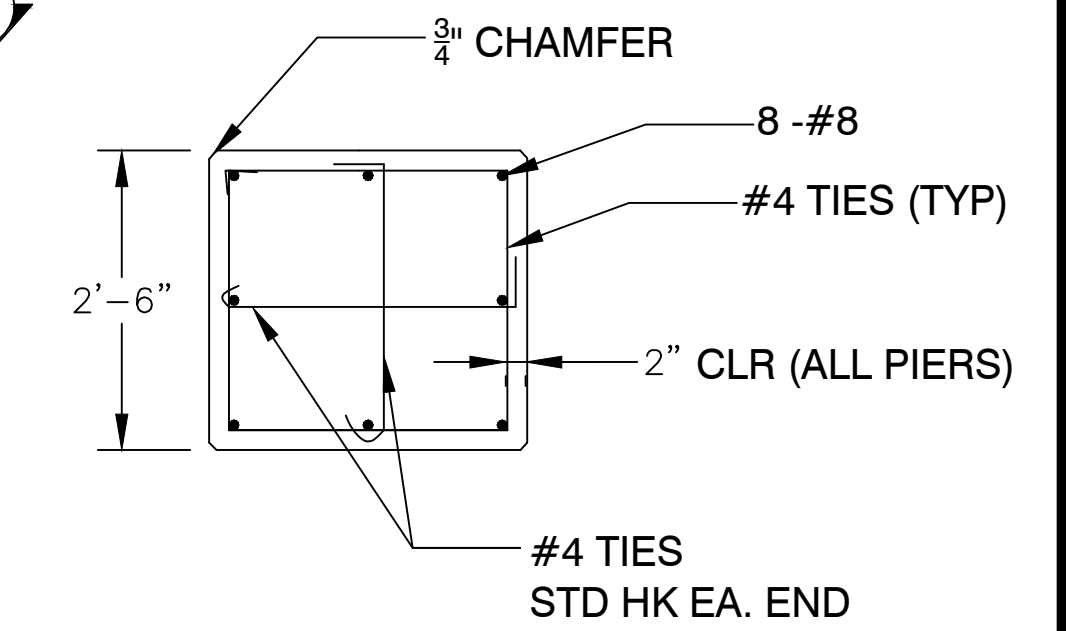 3/4" CHAMFER
8 -#8
#4 TIES (TYP)
2'-6"
2" CLR (ALL PIERS)
#4 TIES
STD HK EA. END